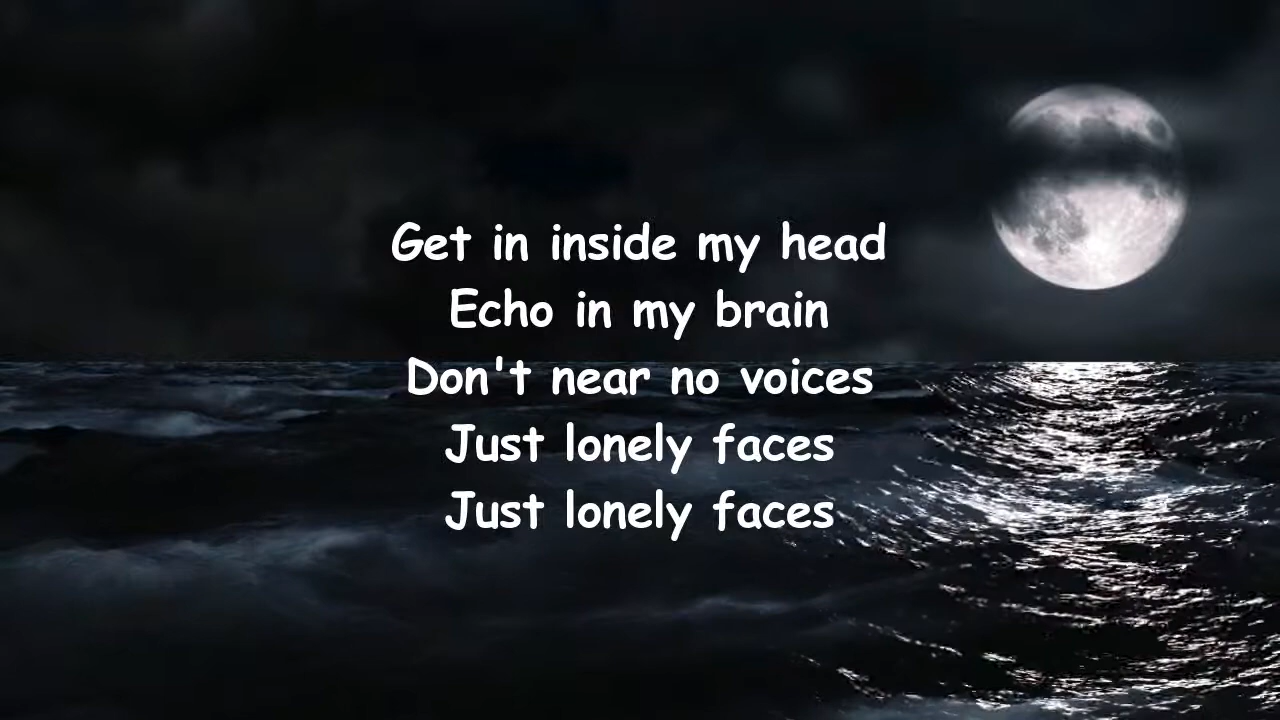 Get in inside my head
Echo in my brain
Don't near no voices
Just lonely faces
Just lonely faces